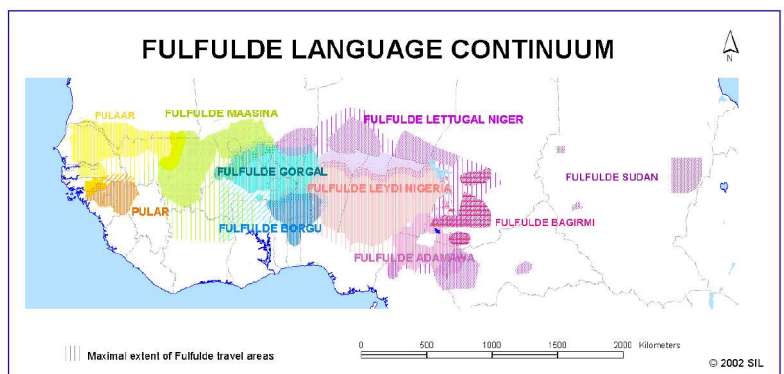 FULFULDE LANGUAGE CONTINUUM
N
PULAAR
FULFULDE MAASINA
FULFULDE LETTUGAL NIGER
FULFULDE GORGAL
FULFULDE SUDAN
FULFULDE LEYDI NIGERIA
PULAR
FULFULDE BORGU
FULFULDE BAGIRMI
FULFULDE ADAMAWA
Maximal extent of Fulfulde travel areas
0 500 1000 1500 2000 Kilometers
© 2002 SIL